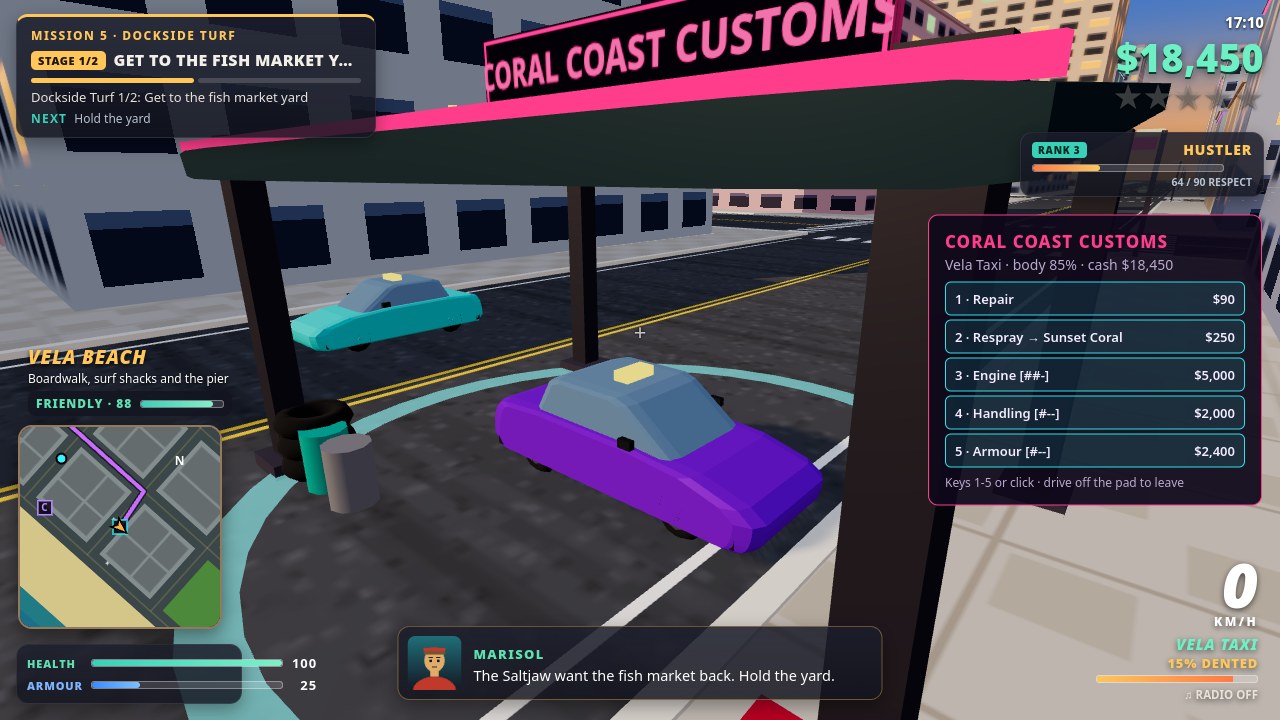 MISSION 5 · DOCKSIDE TURF
STAGE 1/2 GET TO THE FISH MARKET Y...
Dockside Turf 1/2: Get to the fish market yard
NEXT Hold the yard
CORAL COAST CUSTOMS
17:10
$18,450
RANK 3 HUSTLER
64 / 90 RESPECT
CORAL COAST CUSTOMS
Vela Taxi · body 85% · cash $18,450
1 · Repair $90
2 · Respray → Sunset Coral $250
3 · Engine [##-] $5,000
4 · Handling [#--] $2,000
5 · Armour [#--] $2,400
Keys 1-5 or click · drive off the pad to leave
VELA BEACH
Boardwalk, surf shacks and the pier
FRIENDLY · 88
N
C
HEALTH 100
ARMOUR 25
MARISOL
The Saltjaw want the fish market back. Hold the yard.
0
KM/H
VELA TAXI
15% DENTED
♫ RADIO OFF